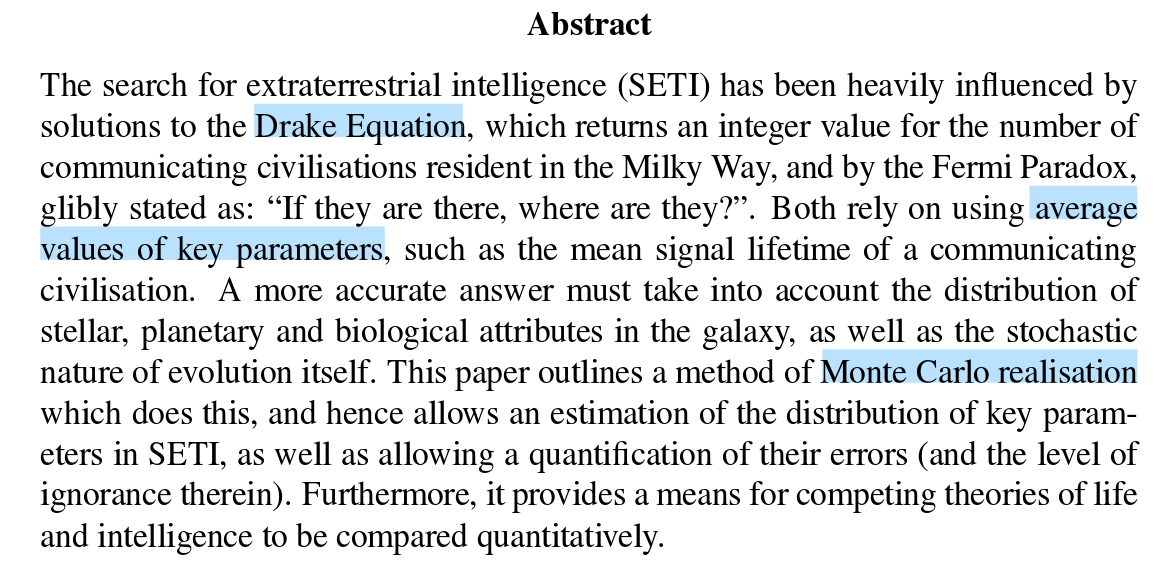 Abstract
The search for extraterrestrial intelligence (SETI) has been heavily influenced by
solutions to the Drake Equation, which returns an integer value for the number of
communicating civilisations resident in the Milky Way, and by the Fermi Paradox,
glibly stated as: “If they are there, where are they?”. Both rely on using average
values of key parameters, such as the mean signal lifetime of a communicating
civilisation. A more accurate answer must take into account the distribution of
stellar, planetary and biological attributes in the galaxy, as well as the stochastic
nature of evolution itself. This paper outlines a method of Monte Carlo realisation
which does this, and hence allows an estimation of the distribution of key param-
eters in SETI, as well as allowing a quantification of their errors (and the level of
ignorance therein). Furthermore, it provides a means for competing theories of life
and intelligence to be compared quantitatively.